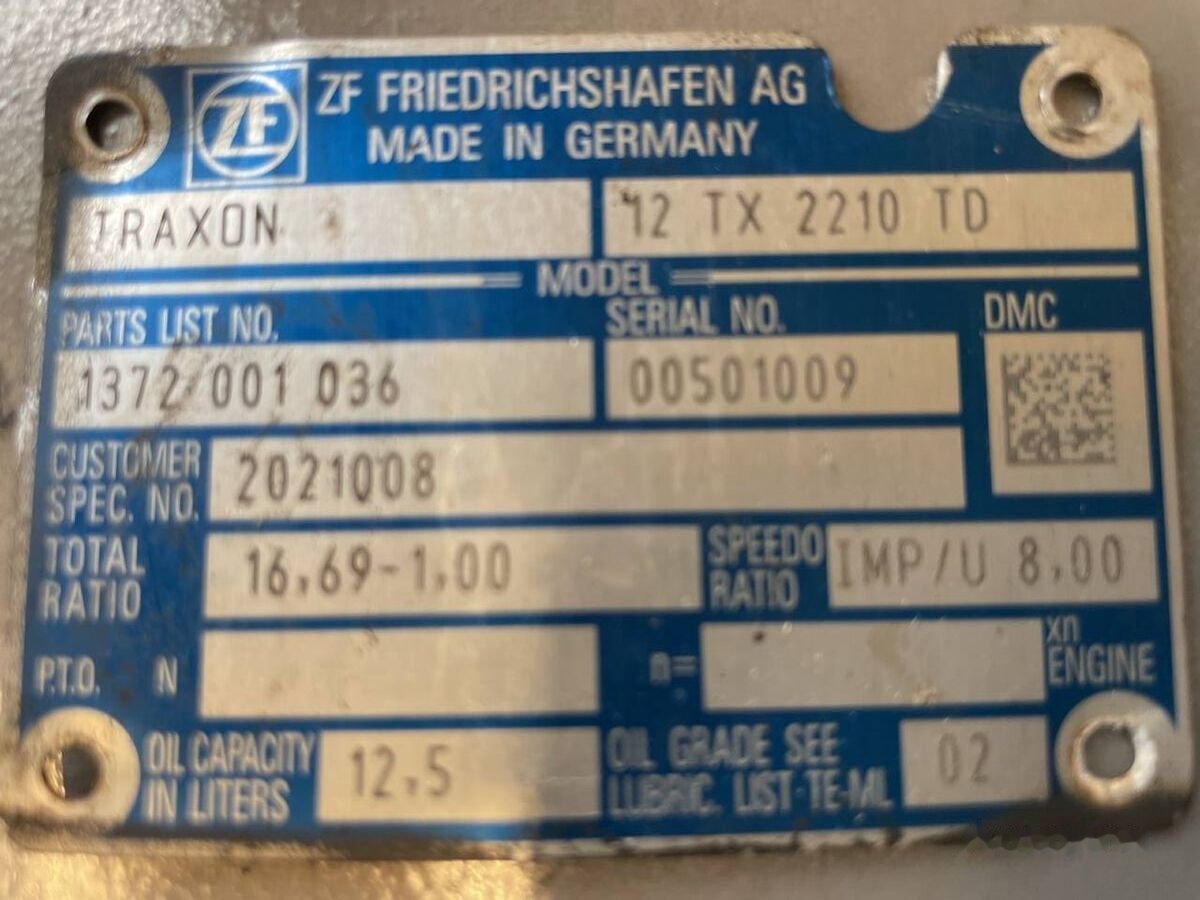 ZF ZF FRIEDRICHSHAFEN AG
MADE IN GERMANY
TRAXON 12 TX 2210 TD
MODEL
PARTS LIST NO. SERIAL NO. DMC
1372 001 036 00501009
CUSTOMER SPEC. NO. 2021008
TOTAL RATIO 16,69-1,00 SPEEDO RATIO IMP/U 8,00
P.T.O. N n= xn ENGINE
OIL CAPACITY IN LITERS 12,5 OIL GRADE SEE LUBRIC. LIST-TE-ML 02